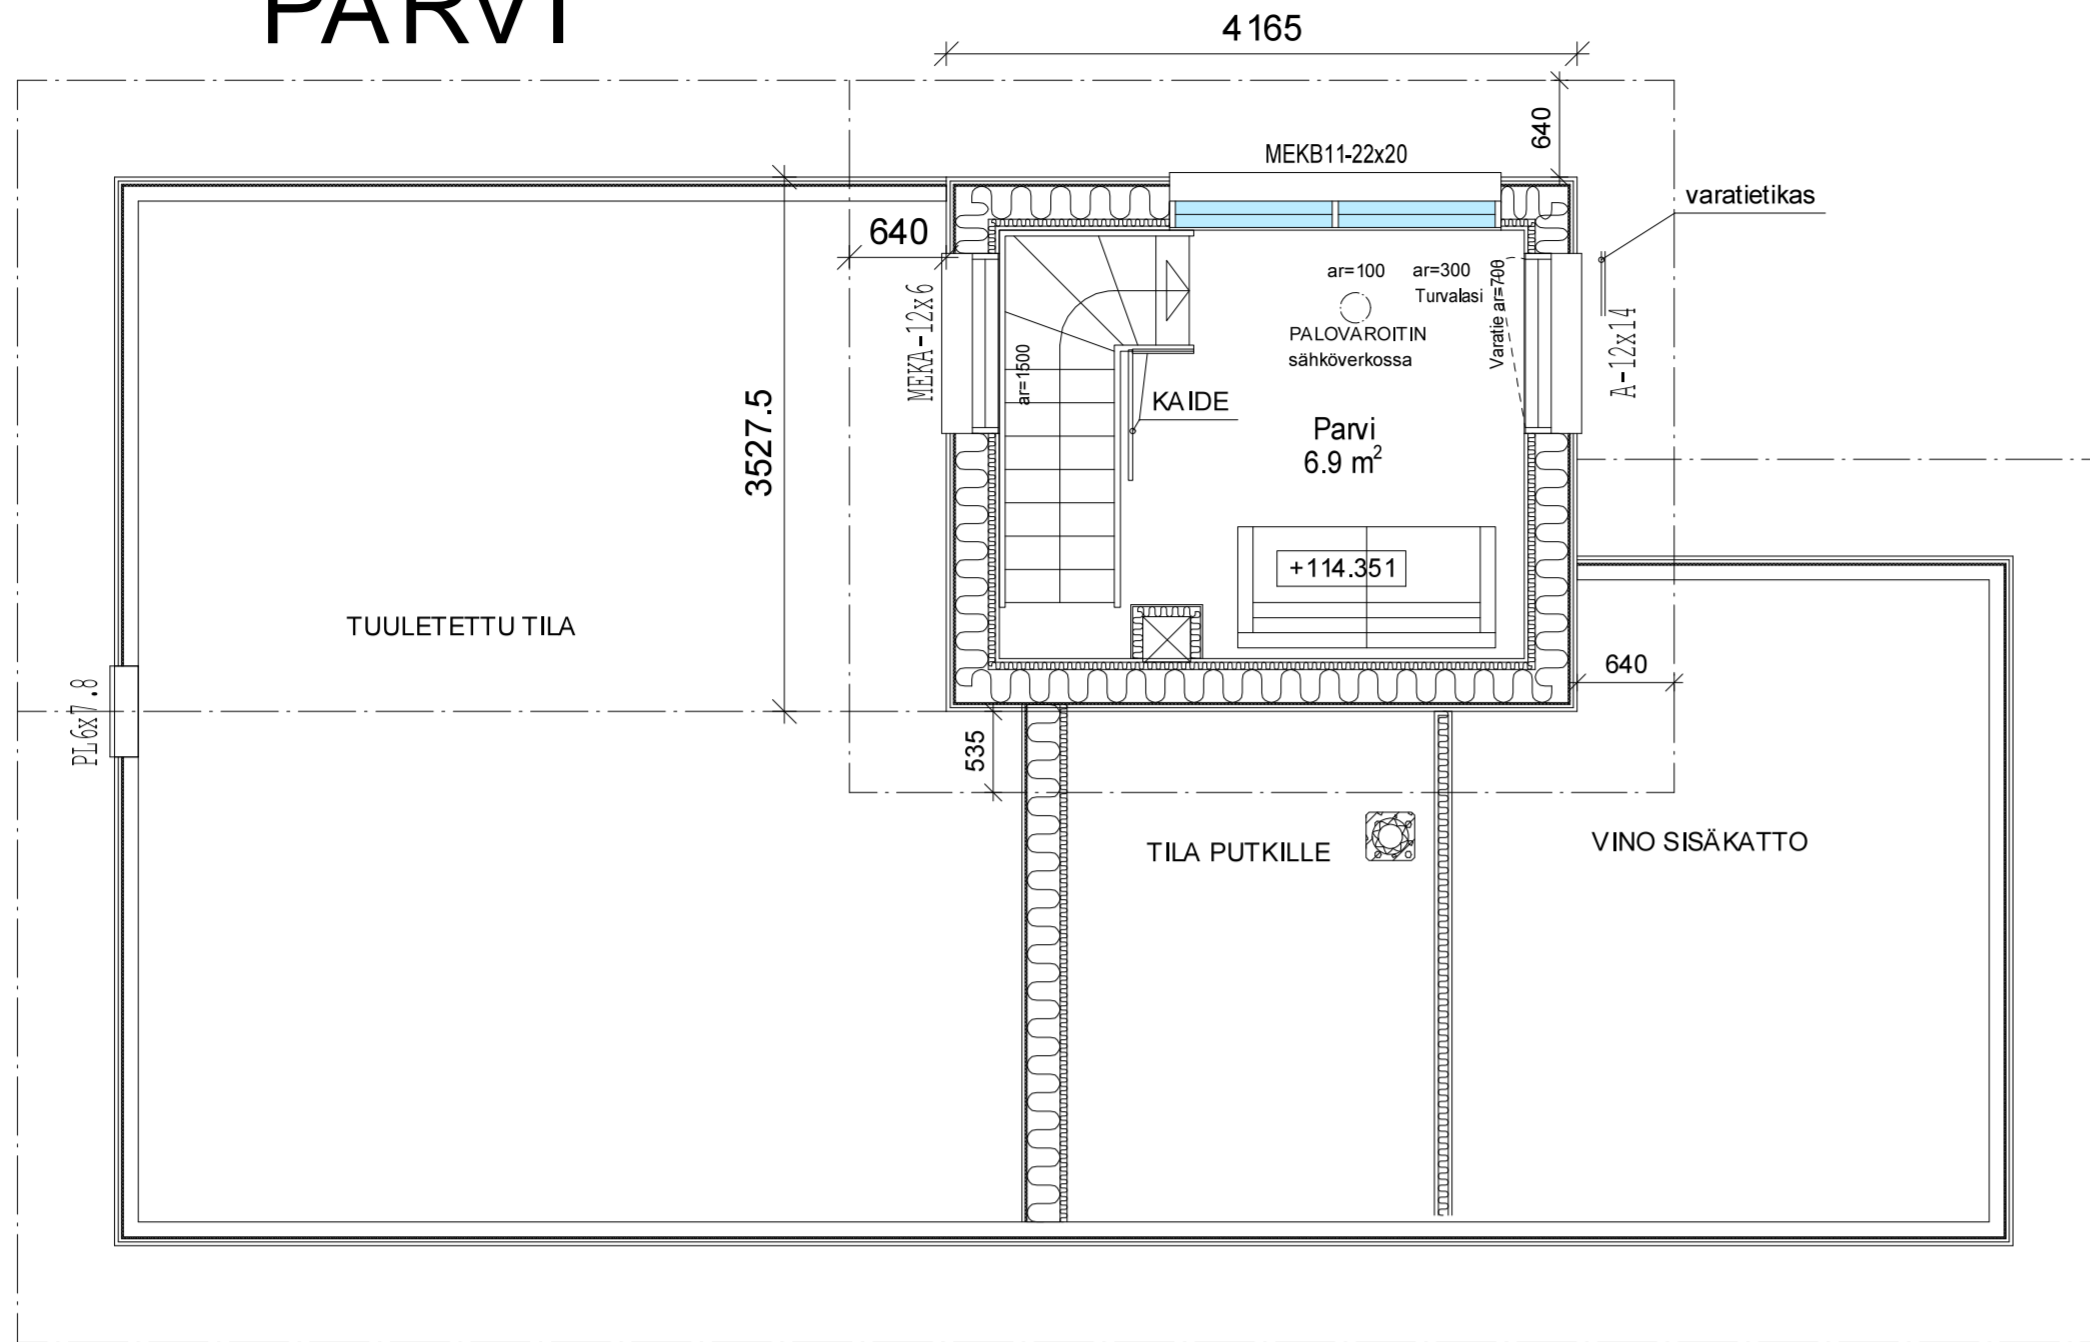 PARVI
4165
640
MEKB11-22x20
varatietikas
640
MEKA-12x6
ar=100
ar=300
Turvalasi
Varatie ar=700
PALOVAROITIN
sähköverkossa
A-12x14
ar=1500
KAIDE
3527.5
Parvi
6.9 m²
+114.351
TUULETETTU TILA
640
PL6x7.8
535
TILA PUTKILLE
VINO SISÄKATTO